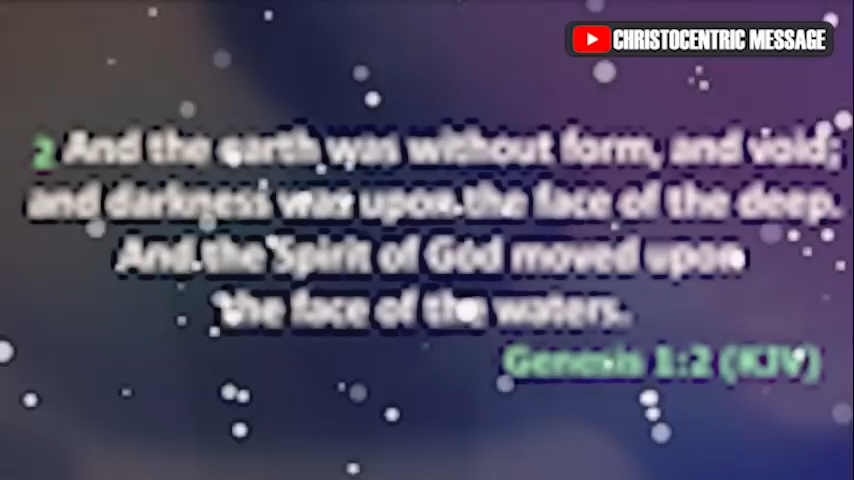 CHRISTOCENTRIC MESSAGE
2 And the earth was without form, and void;
and darkness was upon the face of the deep.
And the Spirit of God moved upon
the face of the waters.
Genesis 1:2 (KJV)